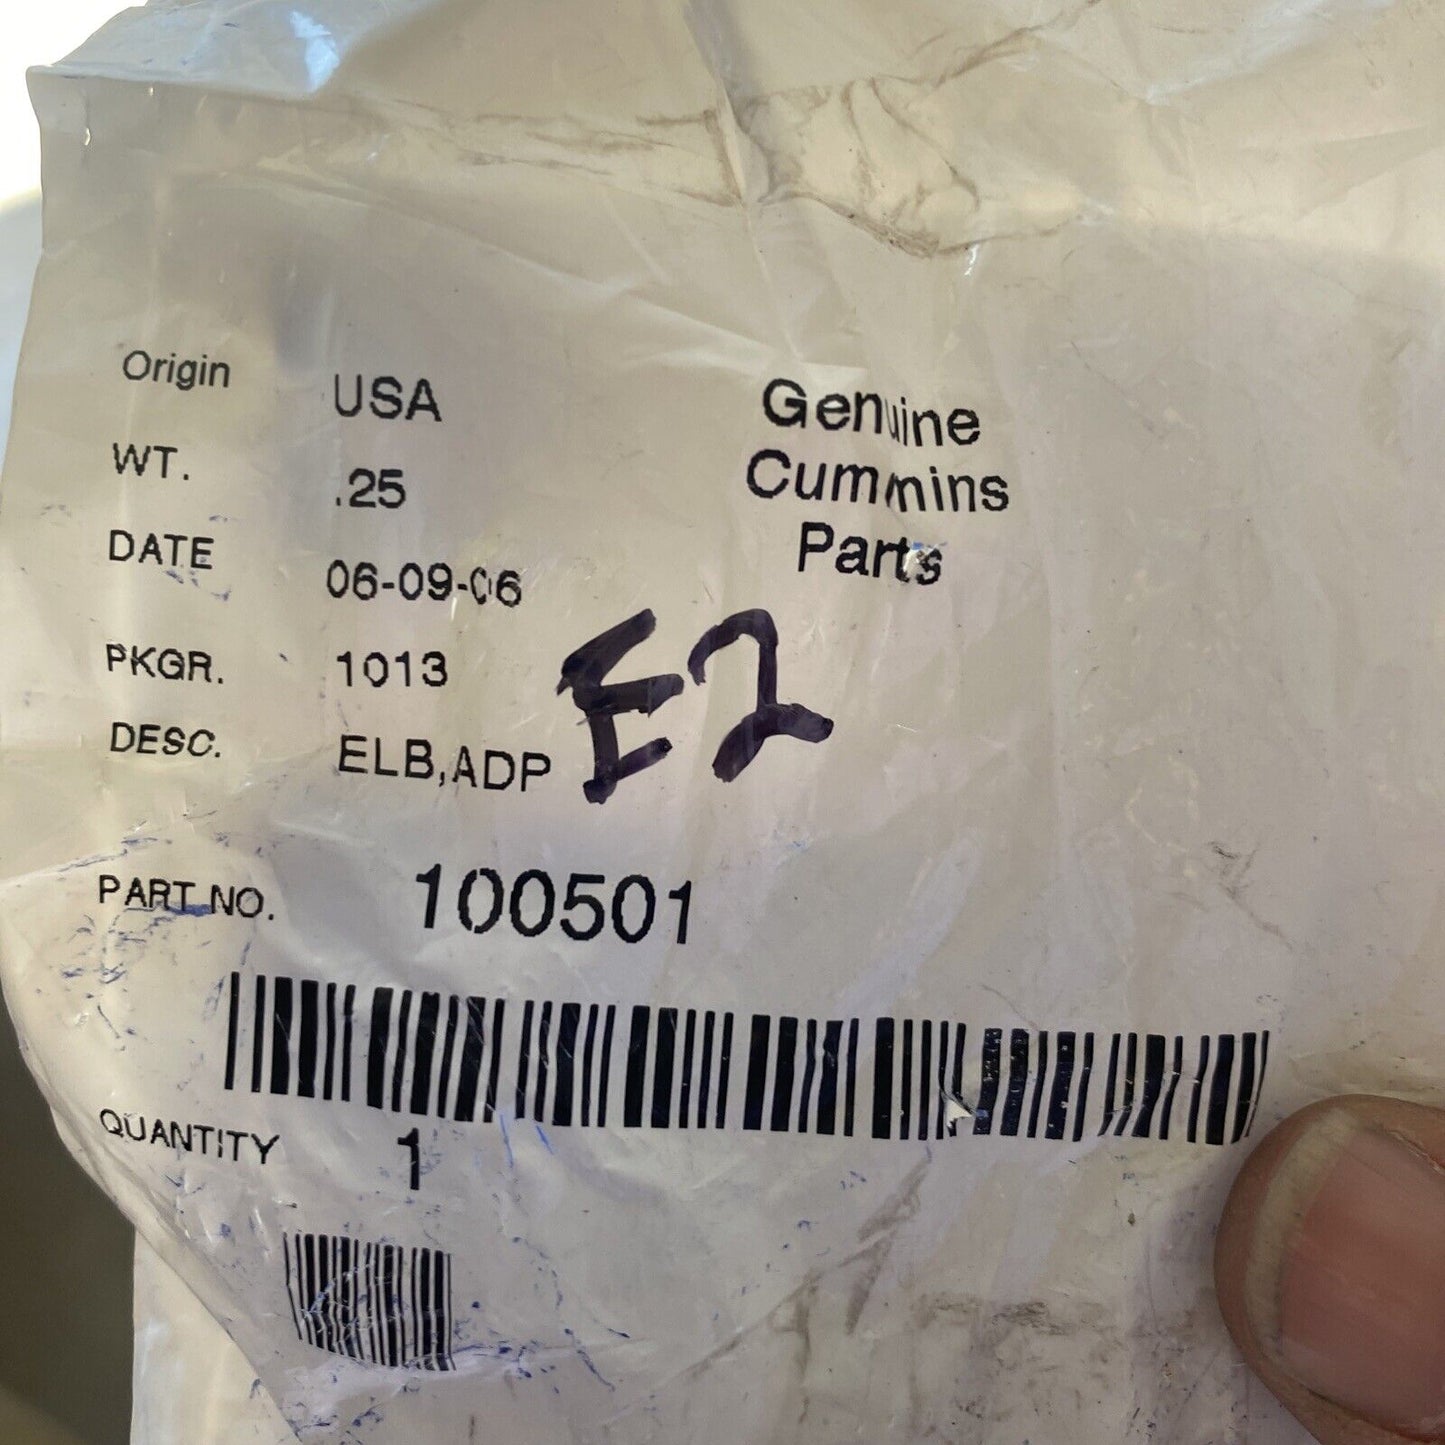 Origin USA
WT. .25
DATE 06-09-06
PKGR. 1013
DESC. ELB,ADP
Genuine
Cummins
Parts
E2
PART NO. 100501
QUANTITY 1